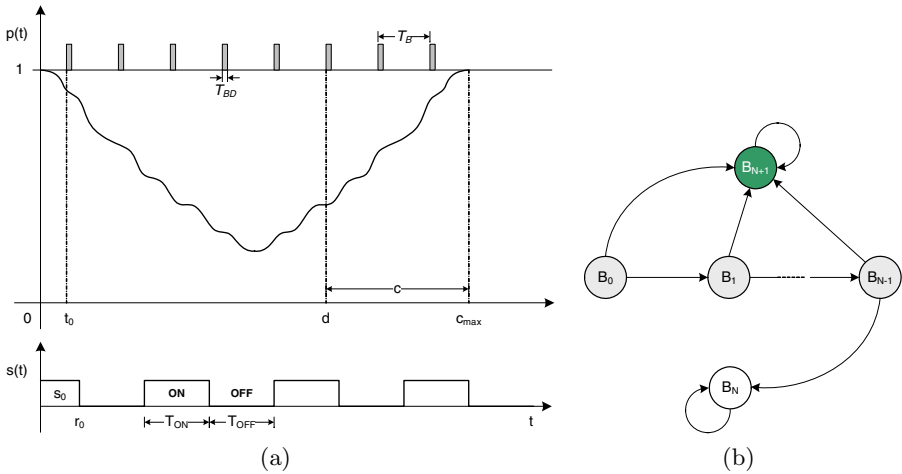 p(t)
T_B
1
T_BD
c
0
t_0
d
c_max
s(t)
s_0
ON
OFF
r_0
T_ON
T_OFF
t
(a)
B_N+1
B_0
B_1
B_N-1
B_N
(b)